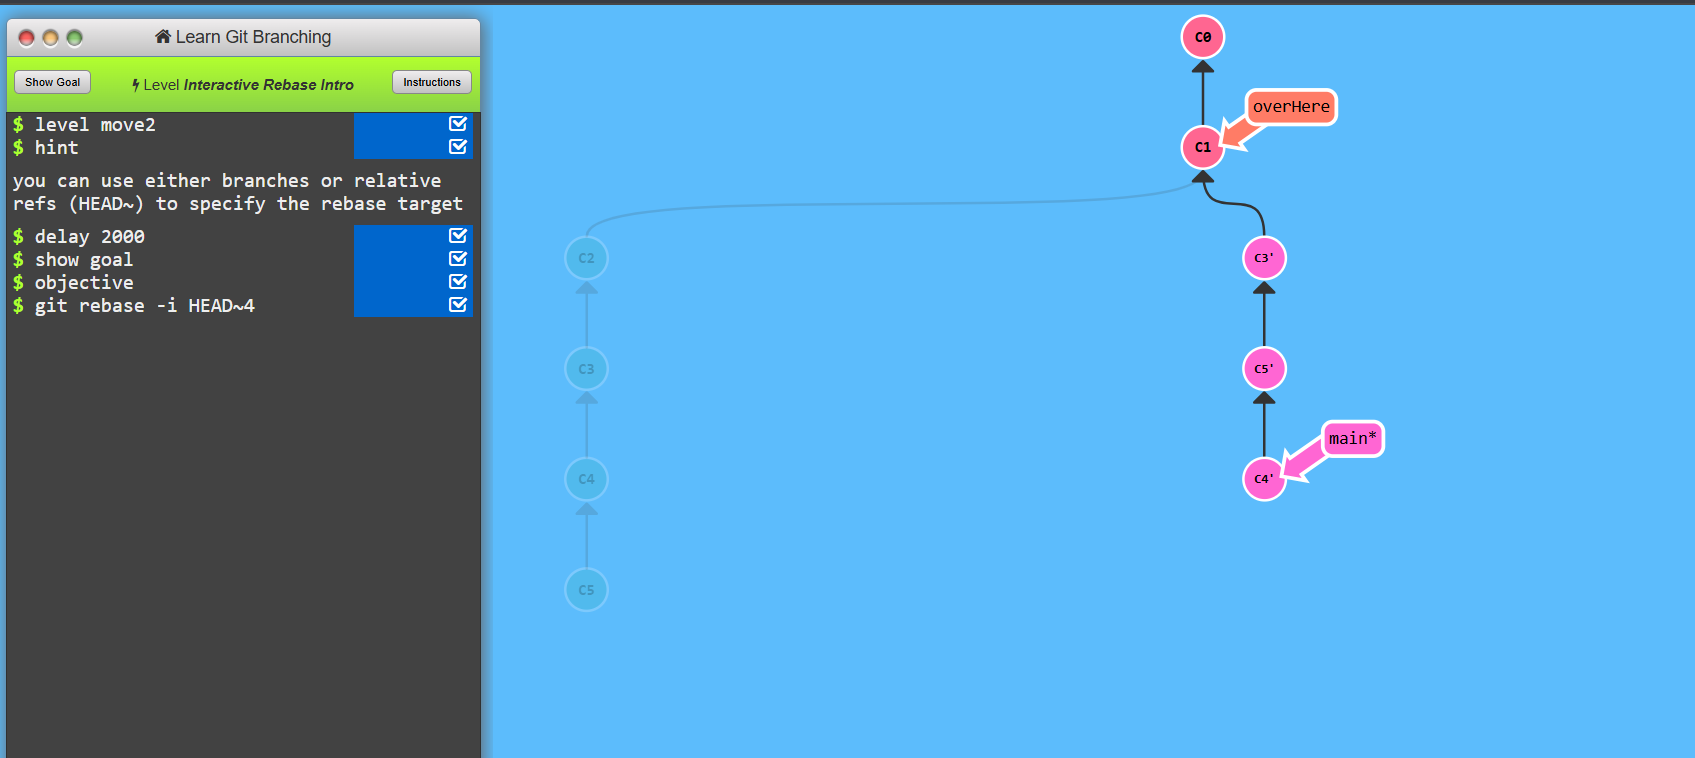 Learn Git Branching
Show Goal
Level Interactive Rebase Intro
Instructions
$ level move2
$ hint
you can use either branches or relative
refs (HEAD~) to specify the rebase target
$ delay 2000
$ show goal
$ objective
$ git rebase -i HEAD~4
C0
overHere
C1
C2
C3'
C3
C5'
main*
C4
C4'
C5